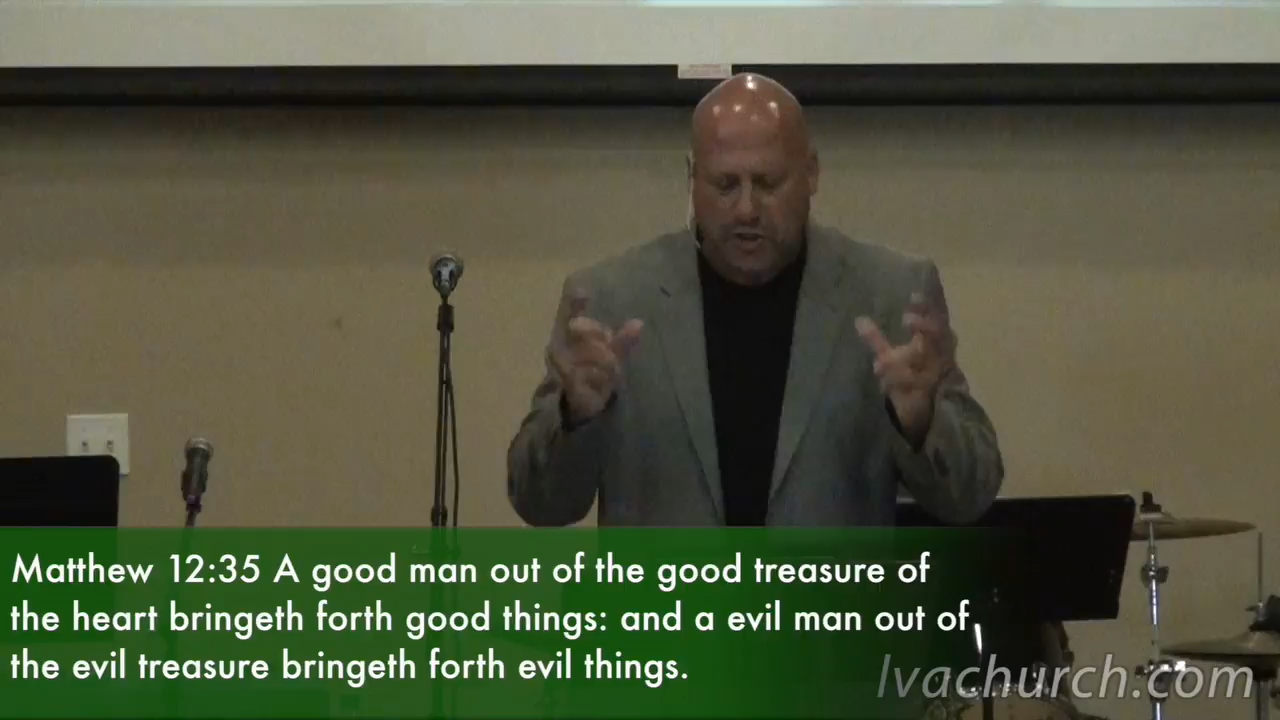 Matthew 12:35 A good man out of the good treasure of
the heart bringeth forth good things: and a evil man out of
the evil treasure bringeth forth evil things.
lvachurch.com